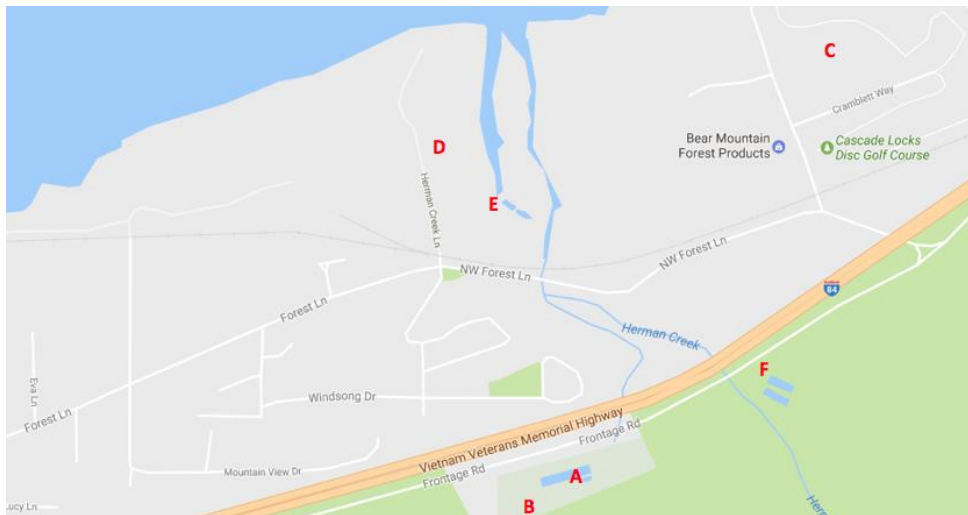 C
Cramblett Way
Bear Mountain
Forest Products
Cascade Locks
Disc Golf Course
D
Herman Creek Ln
E
NW Forest Ln
NW Forest Ln
84
Forest Ln
Herman Creek
F
Eva Ln
Windsong Dr
Forest Ln
Vietnam Veterans Memorial Highway
Frontage Rd
Mountain View Dr
Frontage Rd
A
B
Lucy Ln
Her